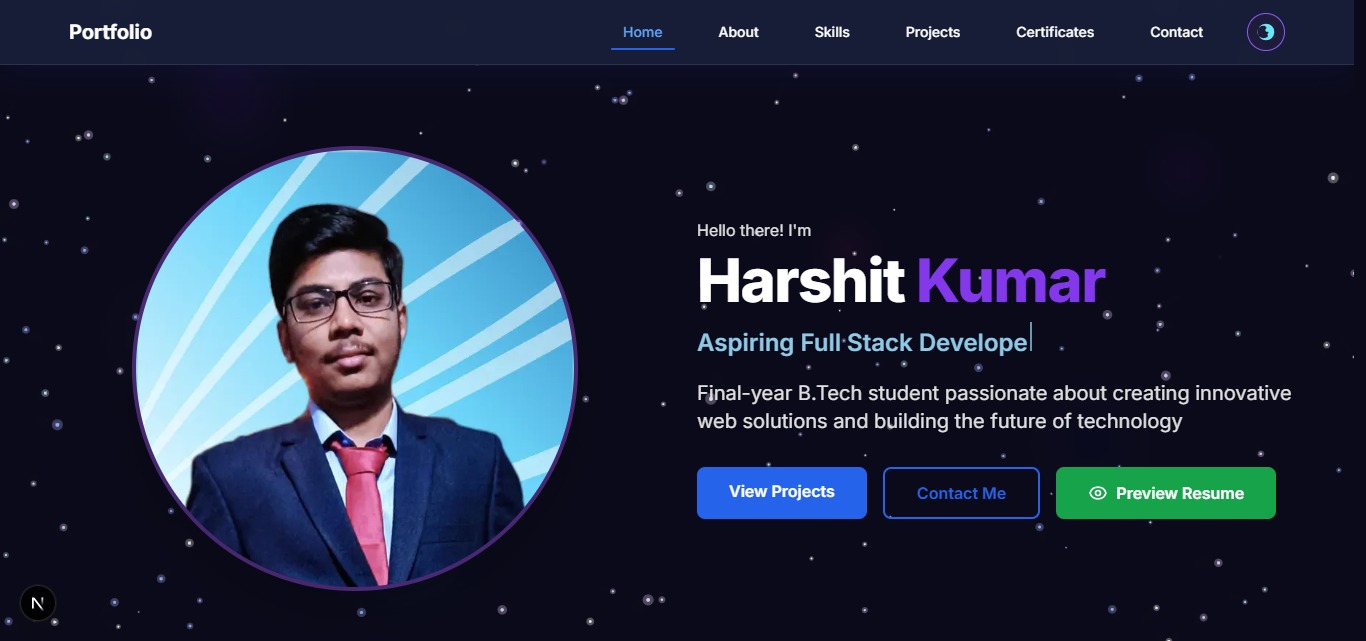 Portfolio
Home
About
Skills
Projects
Certificates
Contact
Hello there! I'm
Harshit Kumar
Aspiring Full Stack Develope
Final-year B.Tech student passionate about creating innovative
web solutions and building the future of technology
View Projects
Contact Me
Preview Resume
N